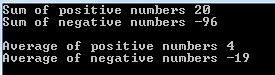 Sum of positive numbers 20
Sum of negative numbers -96

Average of positive numbers 4
Average of negative numbers -19